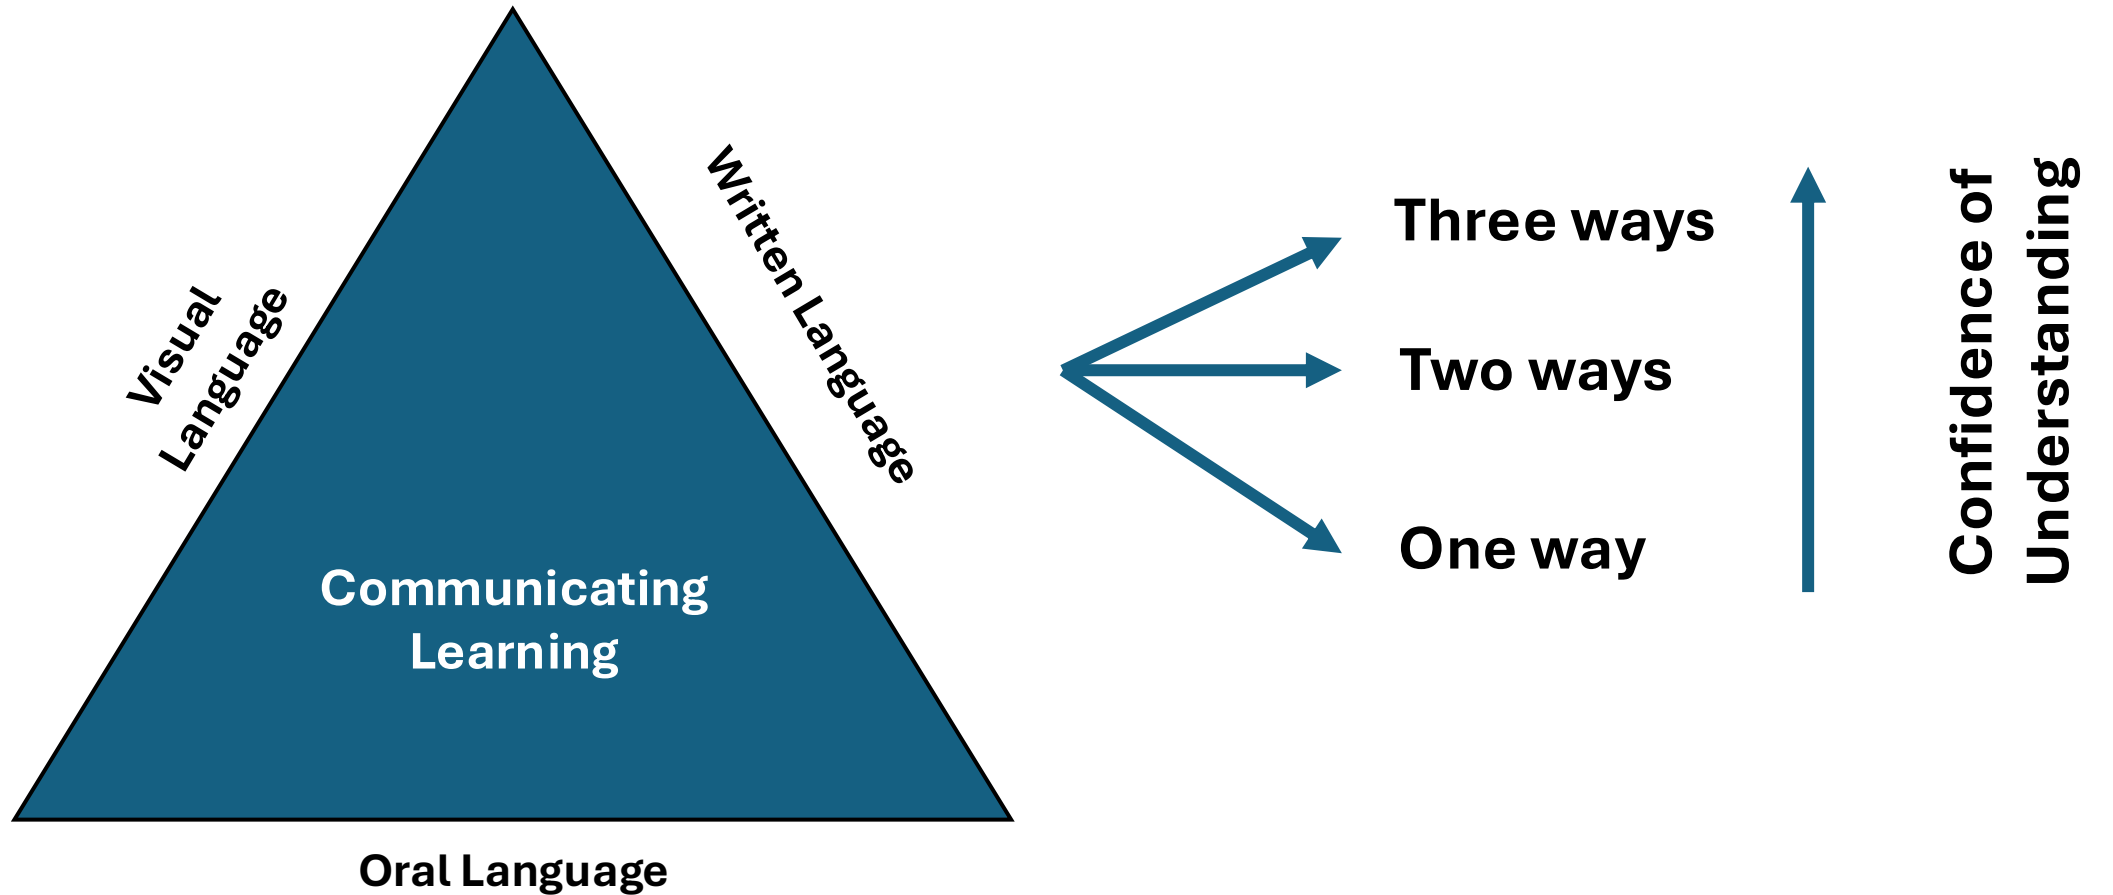 Visual
Language
Written Language
Communicating
Learning
Oral Language
Three ways
Two ways
One way
Confidence of
Understanding